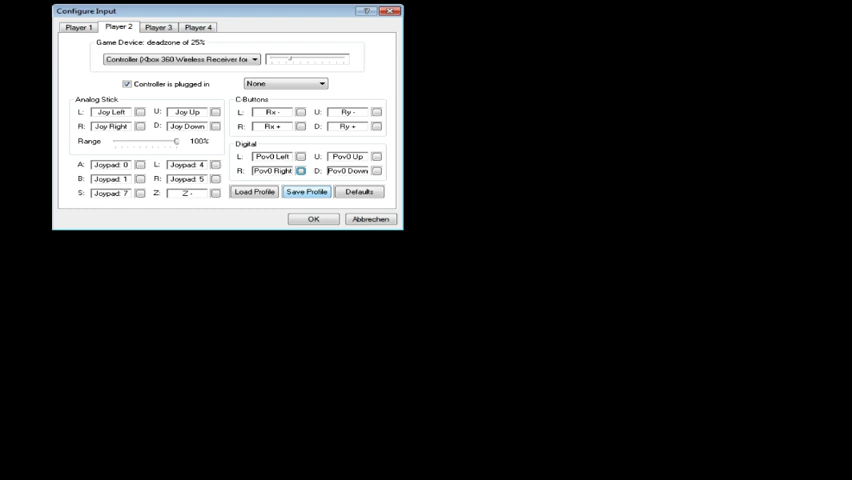 Configure Input
Player 1 Player 2 Player 3 Player 4
Game Device: deadzone of 25%
Controller (Xbox 360 Wireless Receiver for
Controller is plugged in None
Analog Stick
L: Joy Left U: Joy Up
R: Joy Right D: Joy Down
Range 100%
C-Buttons
L: Rx - U: Ry -
R: Rx + D: Ry +
Digital
L: Pov0 Left U: Pov0 Up
R: Pov0 Right D: Pov0 Down
A: Joypad: 0 L: Joypad: 4
B: Joypad: 1 R: Joypad: 5
S: Joypad: 7 Z: Z -
Load Profile Save Profile Defaults
OK Abbrechen